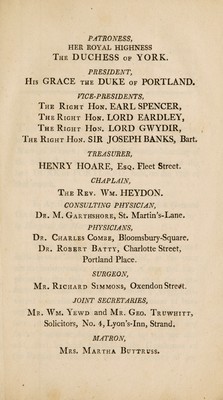 PATRONESS,
HER ROYAL HIGHNESS
THE DUCHESS OF YORK.
PRESIDENT,
HIS GRACE THE DUKE OF PORTLAND.
VICE-PRESIDENTS,
THE RIGHT HON. EARL SPENCER,
THE RIGHT HON. LORD EARDLEY,
THE RIGHT HON. LORD GWYDIR,
THE RIGHT HON. SIR JOSEPH BANKS, Bart.
TREASURER,
HENRY HOARE, ESQ. Fleet Street.
CHAPLAIN,
THE REV. WM. HEYDON.
CONSULTING PHYSICIAN,
DR. M. GARTHSHORE, St. Martin's-Lane.
PHYSICIANS,
DR. CHARLES COMBE, Bloomsbury-Square.
DR. ROBERT BATTY, Charlotte Street,
Portland Place.
SURGEON,
MR. RICHARD SIMMONS, Oxendon Street.
JOINT SECRETARIES,
MR. WM. YEWD and MR. GEO. TRUWHITT,
Solicitors, No. 4, Lyon's-Inn, Strand.
MATRON,
MRS. MARTHA BUTTRUSS.